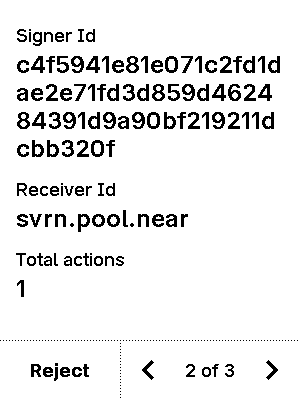 Signer Id
c4f5941e81e071c2fd1d
ae2e71fd3d859d4624
84391d9a90bf219211d
cbb320f
Receiver Id
svrn.pool.near
Total actions
1
Reject
2 of 3